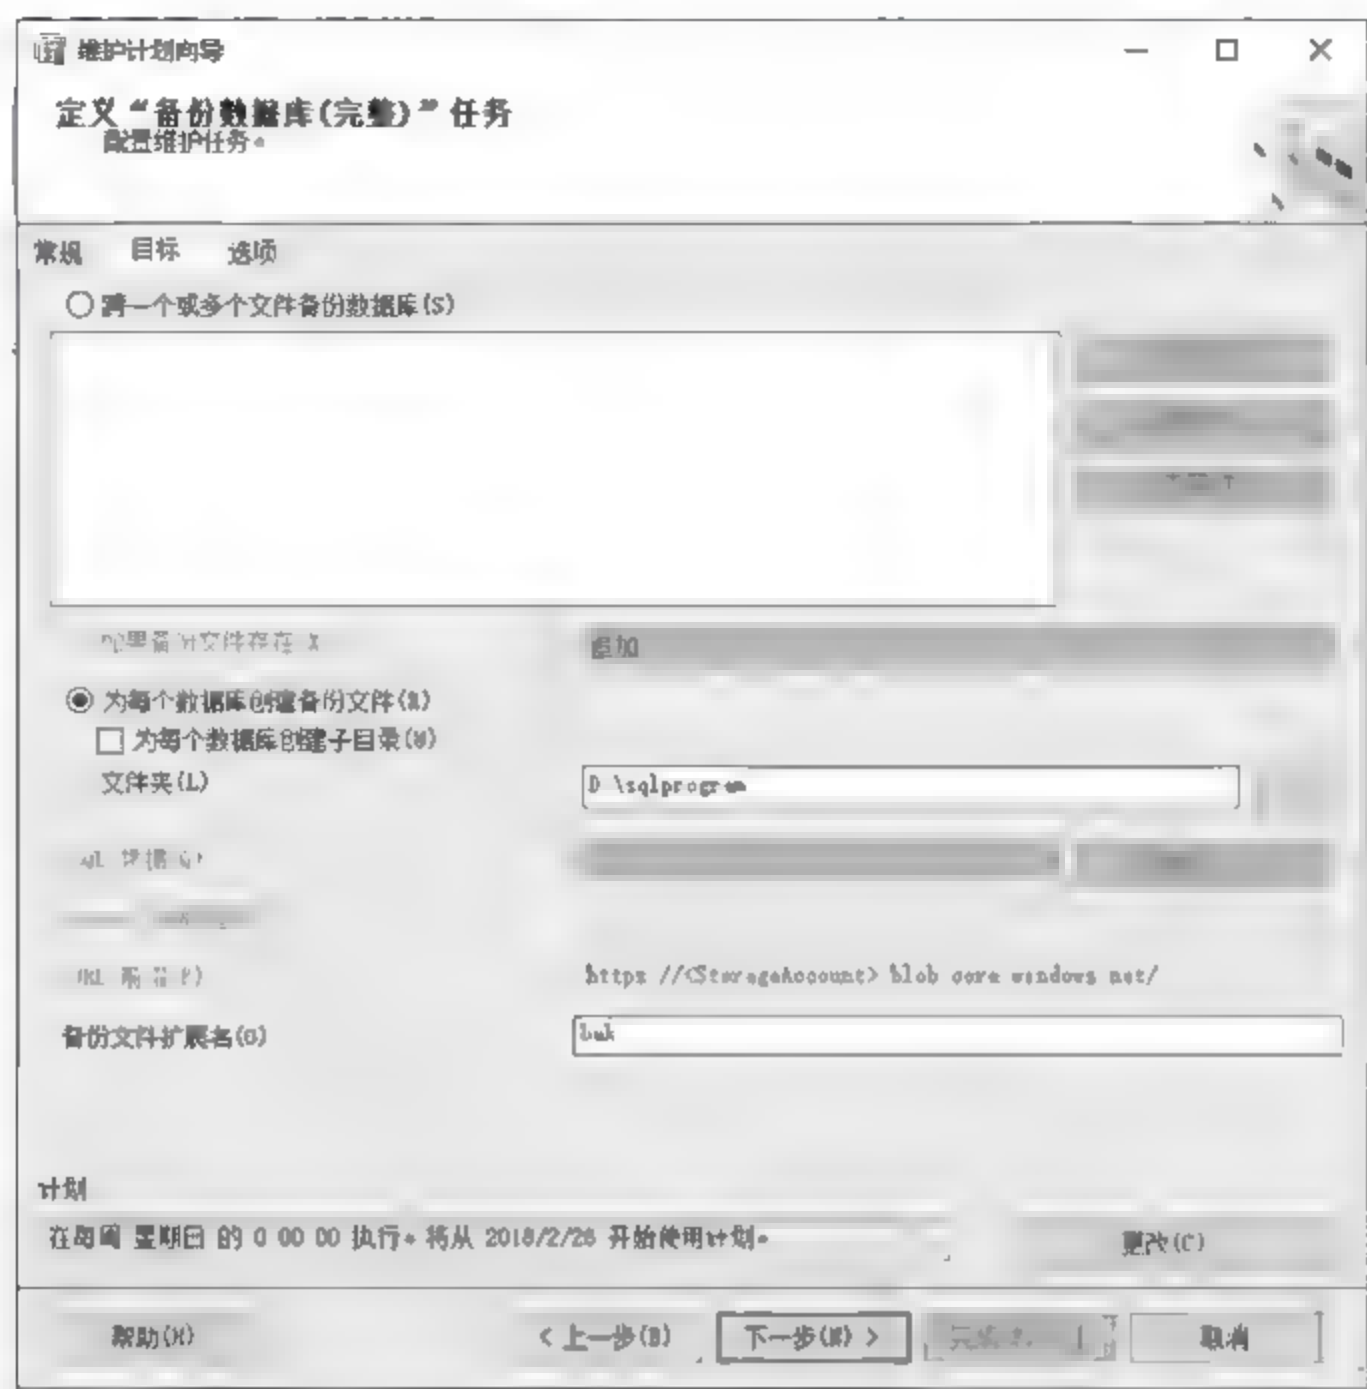 维护计划向导
定义“备份数据库(完整)”任务
配置维护任务。
常规 目标 选项
跨一个或多个文件备份数据库(S)
备份文件存在
追加
为每个数据库创建备份文件(R)
为每个数据库创建子目录(U)
文件夹(L)
D \sqlprogram
https //<StorageAccount> blob core windows net/
备份文件扩展名(O)
bak
计划
在每周 星期日 的 0 00 00 执行。将从 2018/2/26 开始使用计划。
更改(C)
帮助(H) < 上一步(B) 下一步(N) > 取消